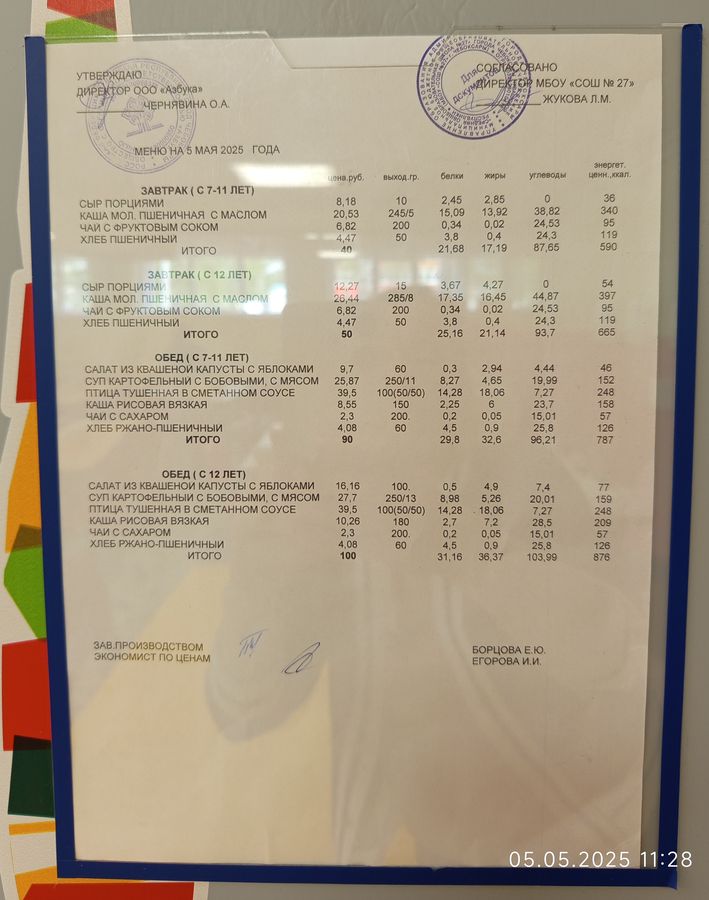 УТВЕРЖДАЮ
ДИРЕКТОР ООО «Азбука»
ЧЕРНЯВИНА О.А.
СОГЛАСОВАНО
ДИРЕКТОР МБОУ «СОШ № 27»
ЖУКОВА Л.М.
Для документов
МЕНЮ НА 5 МАЯ 2025 ГОДА
цена,руб. выход.гр. белки жиры углеводы энергет. ценн.,ккал.
ЗАВТРАК ( С 7-11 ЛЕТ)
СЫР ПОРЦИЯМИ 8,18 10 2,45 2,85 0 36
КАША МОЛ. ПШЕНИЧНАЯ С МАСЛОМ 20,53 245/5 15,09 13,92 38,82 340
ЧАЙ С ФРУКТОВЫМ СОКОМ 6,82 200 0,34 0,02 24,53 95
ХЛЕБ ПШЕНИЧНЫЙ 4,47 50 3,8 0,4 24,3 119
ИТОГО 40 21,68 17,19 87,65 590
ЗАВТРАК ( С 12 ЛЕТ)
СЫР ПОРЦИЯМИ 12,27 15 3,67 4,27 0 54
КАША МОЛ. ПШЕНИЧНАЯ С МАСЛОМ 26,44 285/8 17,35 16,45 44,87 397
ЧАЙ С ФРУКТОВЫМ СОКОМ 6,82 200 0,34 0,02 24,53 95
ХЛЕБ ПШЕНИЧНЫЙ 4,47 50 3,8 0,4 24,3 119
ИТОГО 50 25,16 21,14 93,7 665
ОБЕД ( С 7-11 ЛЕТ)
САЛАТ ИЗ КВАШЕНОЙ КАПУСТЫ С ЯБЛОКАМИ 9,7 60 0,3 2,94 4,44 46
СУП КАРТОФЕЛЬНЫЙ С БОБОВЫМИ, С МЯСОМ 25,87 250/11 8,27 4,65 19,99 152
ПТИЦА ТУШЕННАЯ В СМЕТАННОМ СОУСЕ 39,5 100(50/50) 14,28 18,06 7,27 248
КАША РИСОВАЯ ВЯЗКАЯ 8,55 150 2,25 6 23,7 158
ЧАЙ С САХАРОМ 2,3 200. 0,2 0,05 15,01 57
ХЛЕБ РЖАНО-ПШЕНИЧНЫЙ 4,08 60 4,5 0,9 25,8 126
ИТОГО 90 29,8 32,6 96,21 787
ОБЕД ( С 12 ЛЕТ)
САЛАТ ИЗ КВАШЕНОЙ КАПУСТЫ С ЯБЛОКАМИ 16,16 100. 0,5 4,9 7,4 77
СУП КАРТОФЕЛЬНЫЙ С БОБОВЫМИ, С МЯСОМ 27,7 250/13 8,98 5,26 20,01 159
ПТИЦА ТУШЕННАЯ В СМЕТАННОМ СОУСЕ 39,5 100(50/50) 14,28 18,06 7,27 248
КАША РИСОВАЯ ВЯЗКАЯ 10,26 180 2,7 7,2 28,5 209
ЧАЙ С САХАРОМ 2,3 200. 0,2 0,05 15,01 57
ХЛЕБ РЖАНО-ПШЕНИЧНЫЙ 4,08 60 4,5 0,9 25,8 126
ИТОГО 100 31,16 36,37 103,99 876
ЗАВ.ПРОИЗВОДСТВОМ БОРЦОВА Е.Ю.
ЭКОНОМИСТ ПО ЦЕНАМ ЕГОРОВА И.И.
05.05.2025 11:28